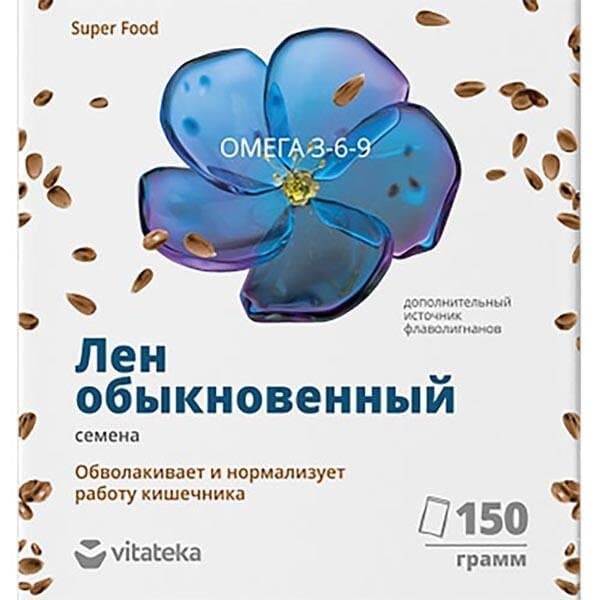 Super Food
ОМЕГА 3-6-9
дополнительный
источник
флаволигнанов
Лен
обыкновенный
семена
Обволакивает и нормализует
работу кишечника
150
грамм
vitateka